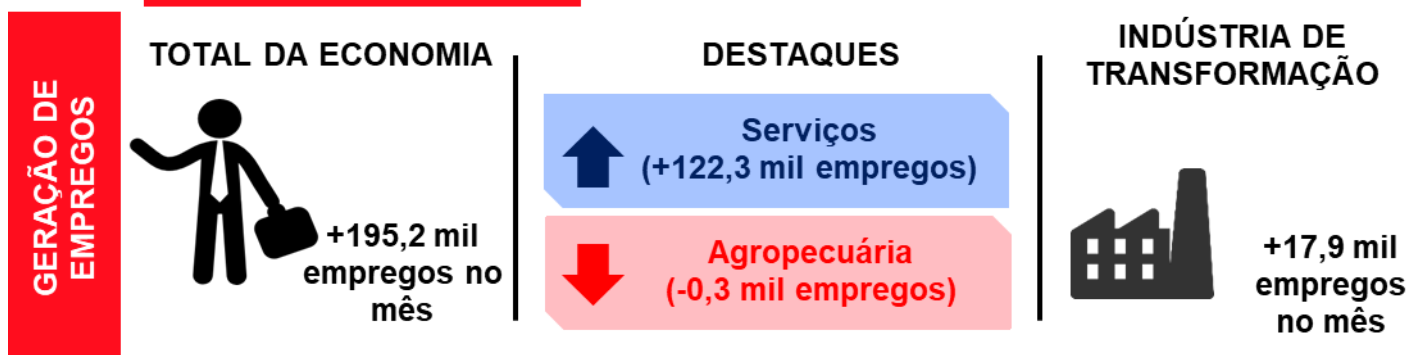 GERAÇÃO DE
EMPREGOS
TOTAL DA ECONOMIA
+195,2 mil
empregos no
mês
DESTAQUES
Serviços
(+122,3 mil empregos)
Agropecuária
(-0,3 mil empregos)
INDÚSTRIA DE
TRANSFORMAÇÃO
+17,9 mil
empregos
no mês